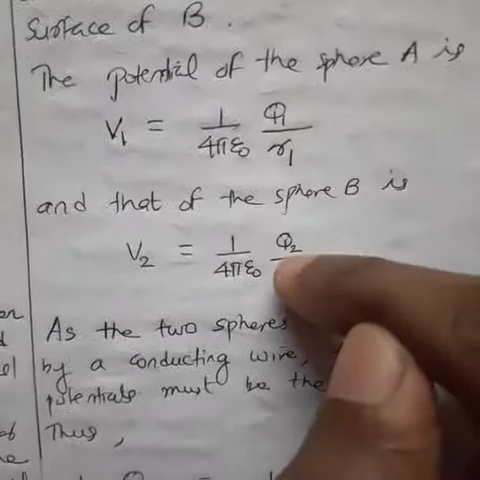 surface of B.
The potential of the sphere A is
V₁ = 1/4πε₀ Q₁/r₁
and that of the sphere B is
V₂ = 1/4πε₀ Q₂
As the two spheres
by a conducting wire,
potentials must be the
Thus,